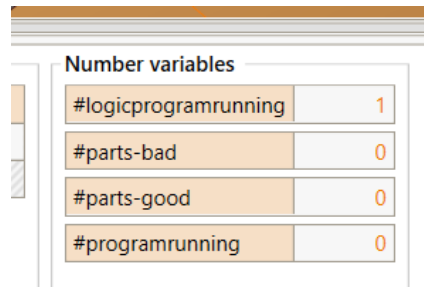 Number variables
#logicprogramrunning 1
#parts-bad 0
#parts-good 0
#programrunning 0